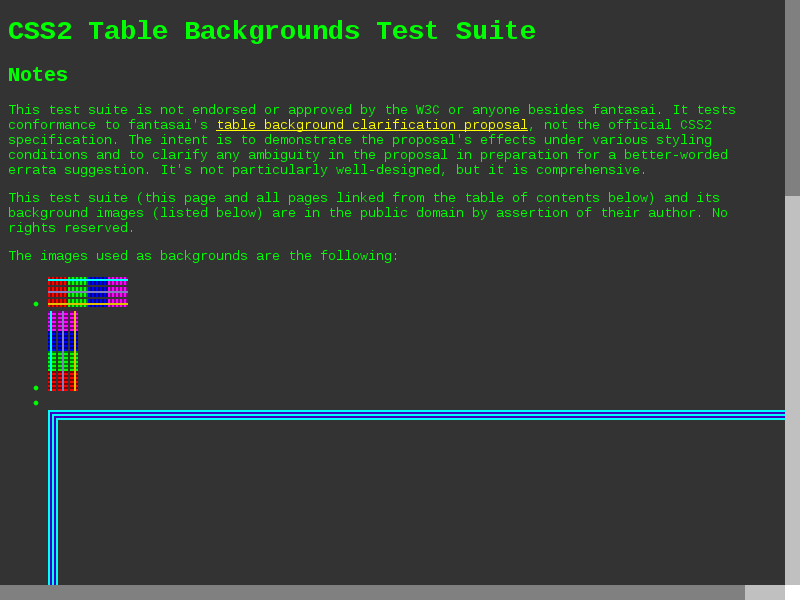 CSS2 Table Backgrounds Test Suite
Notes
This test suite is not endorsed or approved by the W3C or anyone besides fantasai. It tests
conformance to fantasai's table background clarification proposal, not the official CSS2
specification. The intent is to demonstrate the proposal's effects under various styling
conditions and to clarify any ambiguity in the proposal in preparation for a better-worded
errata suggestion. It's not particularly well-designed, but it is comprehensive.
This test suite (this page and all pages linked from the table of contents below) and its
background images (listed below) are in the public domain by assertion of their author. No
rights reserved.
The images used as backgrounds are the following: